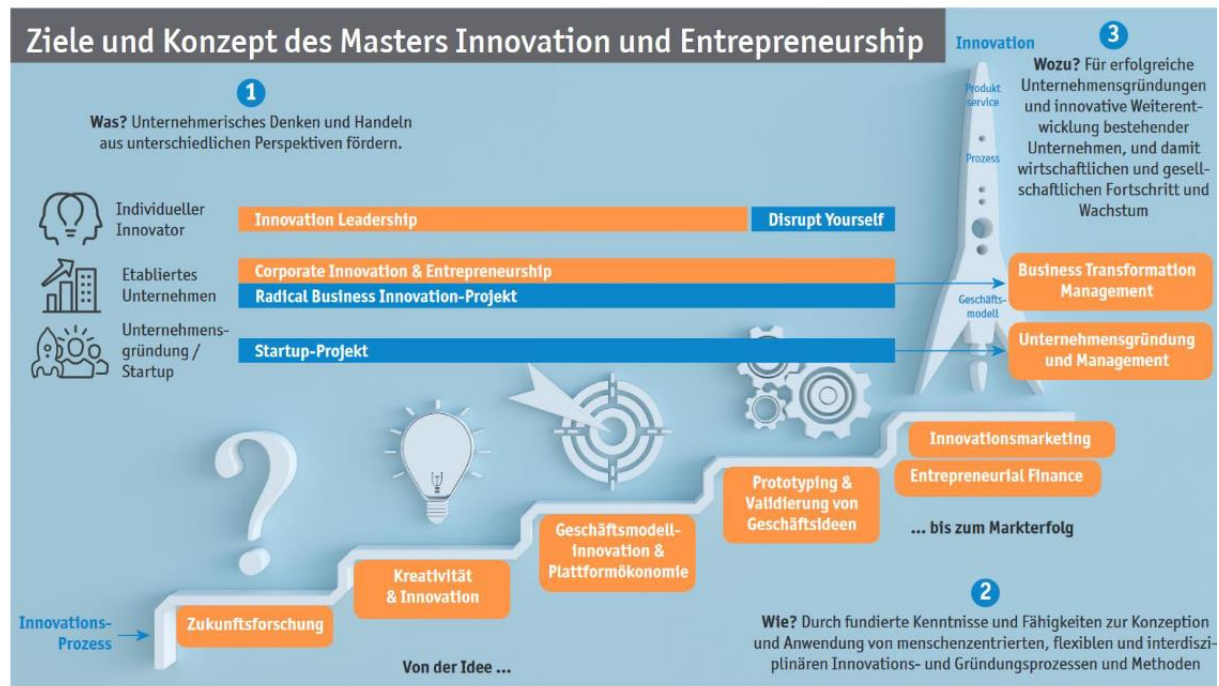 Ziele und Konzept des Masters Innovation und Entrepreneurship
1
Was? Unternehmerisches Denken und Handeln
aus unterschiedlichen Perspektiven fördern.
Innovation
3
Wozu? Für erfolgreiche
Unternehmensgründungen
und innovative Weiterent-
wicklung bestehender
Unternehmen, und damit
wirtschaftlichen und gesell-
schaftlichen Fortschritt und
Wachstum
Produkt
service
Prozess
Geschäfts-
modell
Individueller
Innovator
Innovation Leadership
Disrupt Yourself
Etabliertes
Unternehmen
Corporate Innovation & Entrepreneurship
Radical Business Innovation-Projekt
Business Transformation
Management
Unternehmens-
gründung /
Startup
Startup-Projekt
Unternehmensgründung
und Management
Innovations-
Prozess
Zukunftsforschung
Kreativität
& Innovation
Geschäftsmodell-
innovation &
Plattformökonomie
Prototyping &
Validierung von
Geschäftsideen
Innovationsmarketing
Entrepreneurial Finance
Von der Idee ...
... bis zum Markterfolg
2
Wie? Durch fundierte Kenntnisse und Fähigkeiten zur Konzeption
und Anwendung von menschenzentrierten, flexiblen und interdiszi-
plinären Innovations- und Gründungsprozessen und Methoden